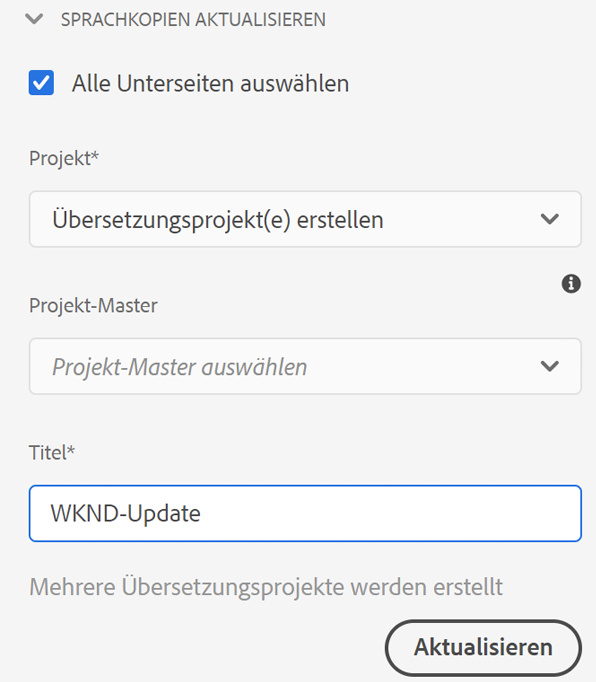 SPRACHKOPIEN AKTUALISIEREN
Alle Unterseiten auswählen
Projekt*
Übersetzungsprojekt(e) erstellen
Projekt-Master
Projekt-Master auswählen
Titel*
WKND-Update
Mehrere Übersetzungsprojekte werden erstellt
Aktualisieren